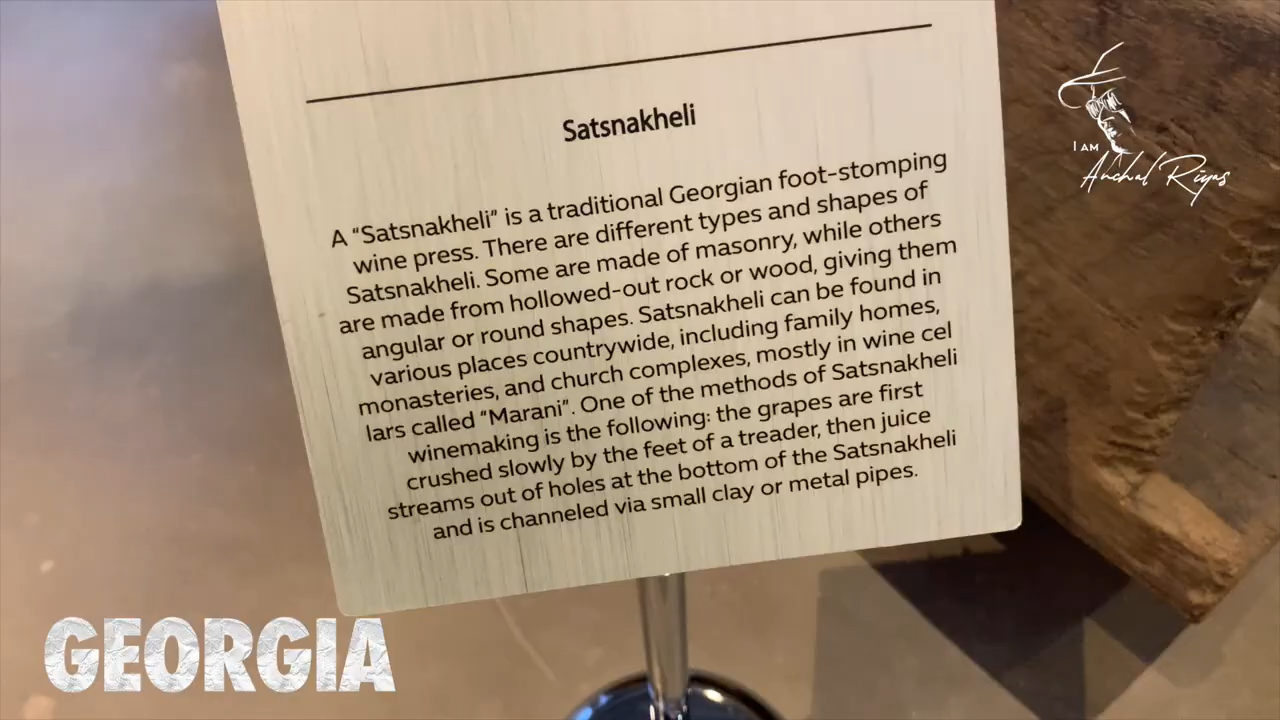 Satsnakheli
A “Satsnakheli” is a traditional Georgian foot-stomping
wine press. There are different types and shapes of
Satsnakheli. Some are made of masonry, while others
are made from hollowed-out rock or wood, giving them
angular or round shapes. Satsnakheli can be found in
various places countrywide, including family homes,
monasteries, and church complexes, mostly in wine cel
lars called “Marani”. One of the methods of Satsnakheli
winemaking is the following: the grapes are first
crushed slowly by the feet of a treader, then juice
streams out of holes at the bottom of the Satsnakheli
and is channeled via small clay or metal pipes.
I AM
Anchal Riyas
GEORGIA